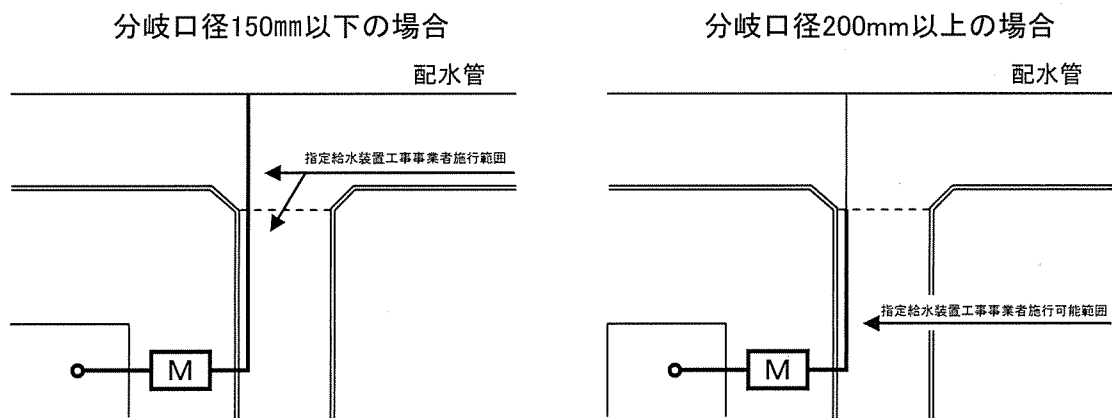 分岐口径150㎜以下の場合
配水管
指定給水装置工事事業者施行範囲
M
分岐口径200mm以上の場合
配水管
指定給水装置工事事業者施行可能範囲
M